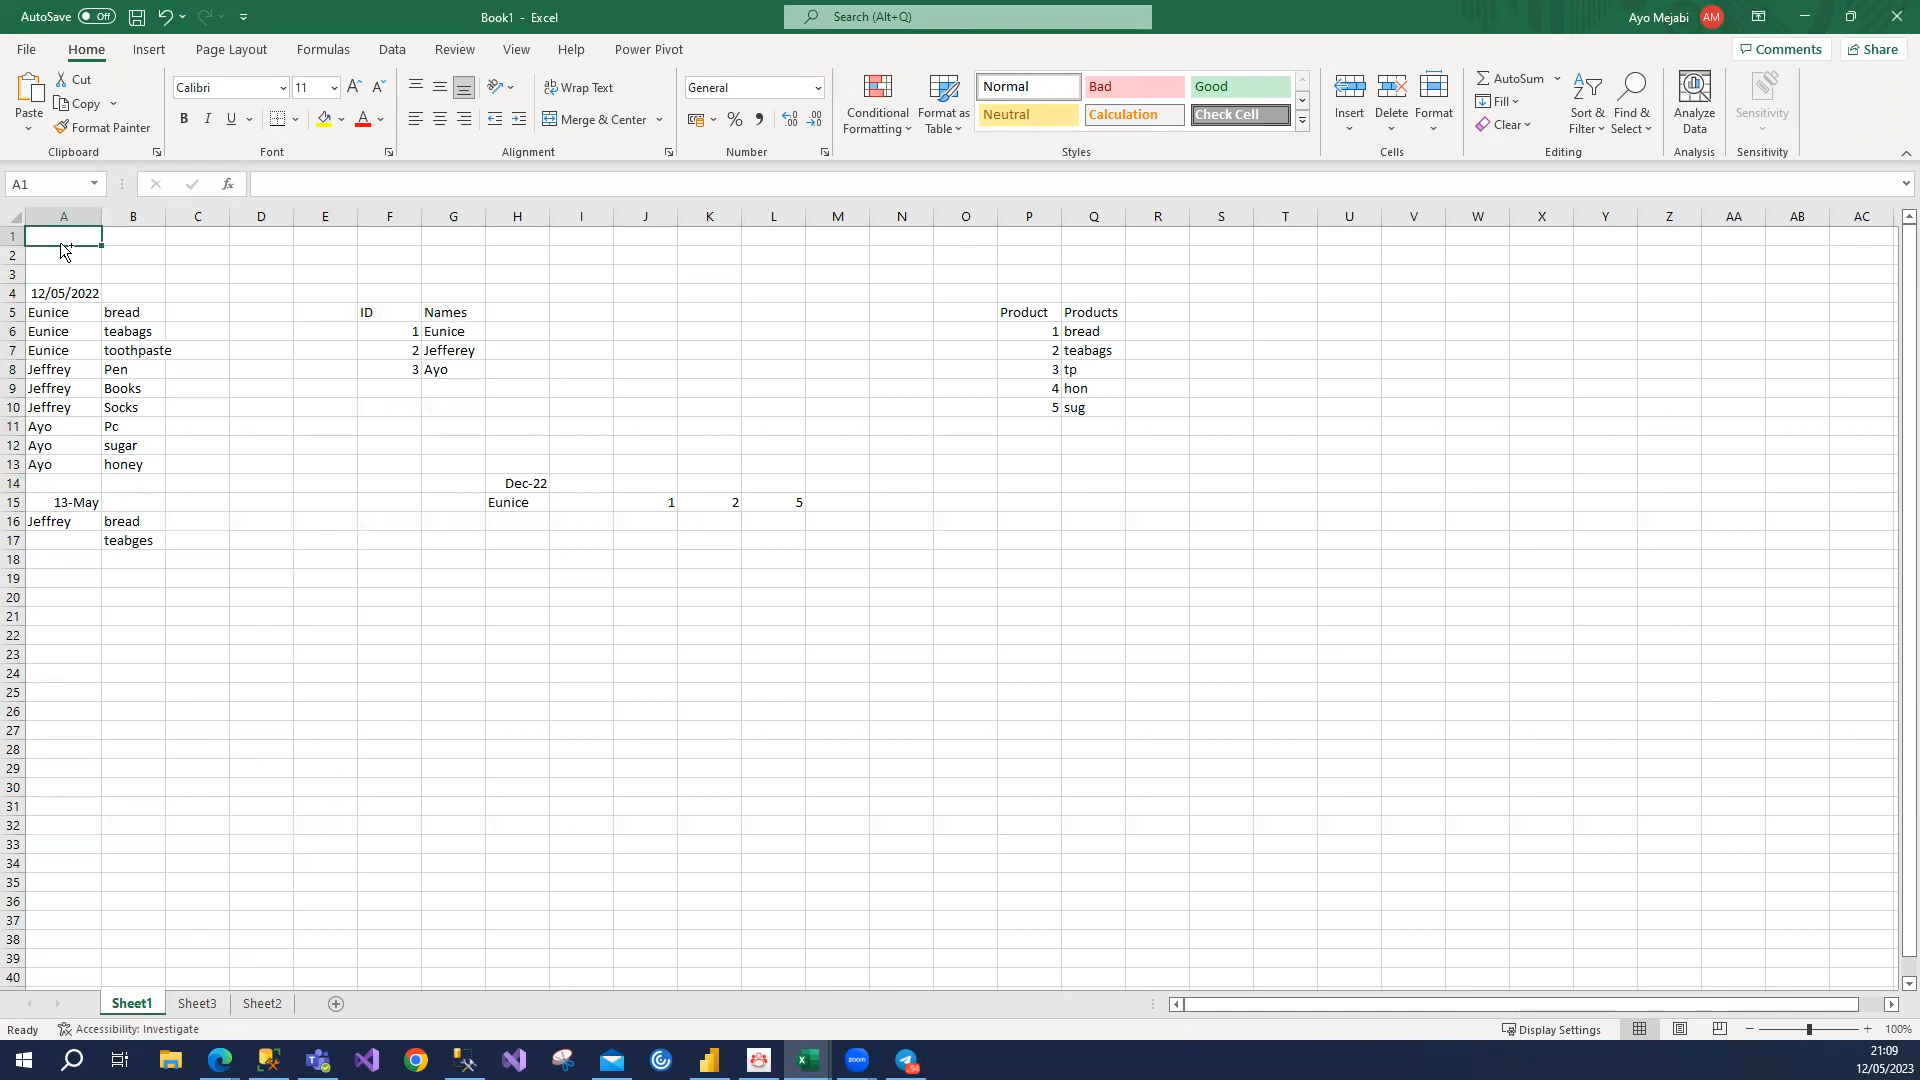 AutoSave Off Book1 - Excel Search (Alt+Q) Ayo Mejabi AM
File Home Insert Page Layout Formulas Data Review View Help Power Pivot Comments Share
Paste Cut Copy Format Painter Clipboard
Calibri 11 B I U A Font
Wrap Text Merge & Center Alignment
General % Number
Conditional Formatting Format as Table Normal Bad Good Neutral Calculation Check Cell Styles
Insert Delete Format Cells
AutoSum Fill Clear Sort & Filter Find & Select Editing
Analyze Data Analysis
Sensitivity Sensitivity
A1 fx
A B C D E F G H I J K L M N O P Q R S T U V W X Y Z AA AB AC
1
2
3
4 12/05/2022
5 Eunice bread ID Names Product Products
6 Eunice teabags 1 Eunice 1 bread
7 Eunice toothpaste 2 Jefferey 2 teabags
8 Jeffrey Pen 3 Ayo 3 tp
9 Jeffrey Books 4 hon
10 Jeffrey Socks 5 sug
11 Ayo Pc
12 Ayo sugar
13 Ayo honey
14 Dec-22
15 13-May Eunice 1 2 5
16 Jeffrey bread
17 teabges
18
19
20
21
22
23
24
25
26
27
28
29
30
31
32
33
34
35
36
37
38
39
40
Sheet1 Sheet3 Sheet2
Ready Accessibility: Investigate Display Settings 100%
zoom 94 21:09
12/05/2023